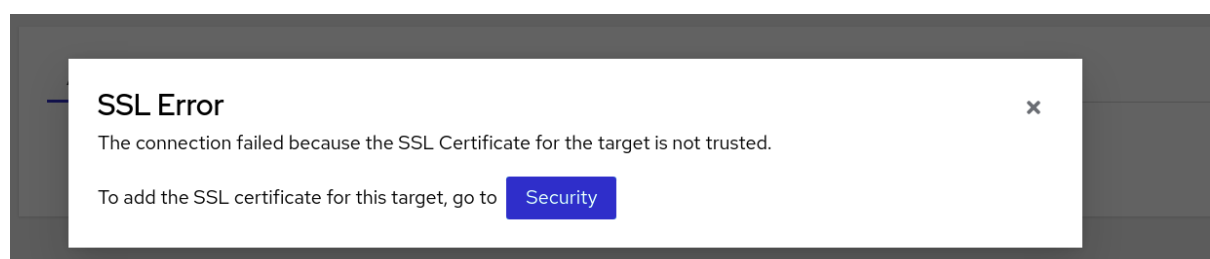 SSL Error
The connection failed because the SSL Certificate for the target is not trusted.
To add the SSL certificate for this target, go to Security